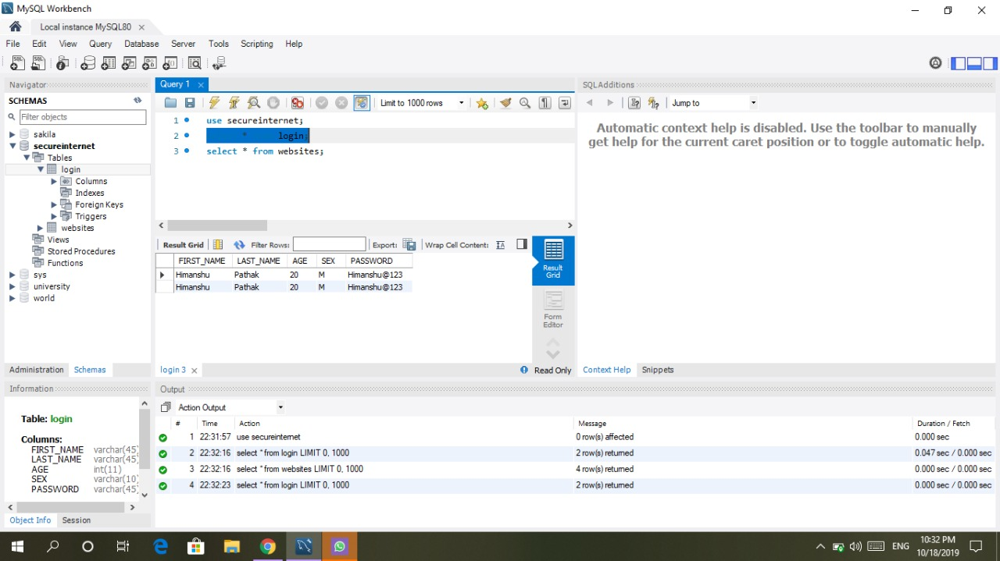 MySQL Workbench
Local instance MySQL80
File Edit View Query Database Server Tools Scripting Help
Navigator
SCHEMAS
Filter objects
sakila
secureinternet
Tables
login
Columns
Indexes
Foreign Keys
Triggers
websites
Views
Stored Procedures
Functions
sys
university
world
Administration Schemas
Information
Table: login
Columns:
FIRST_NAME varchar(45)
LAST_NAME varchar(45)
AGE int(11)
SEX varchar(10)
PASSWORD varchar(45)
Object Info Session
Query 1
Limit to 1000 rows
1 use secureinternet;
2 * login;
3 select * from websites;
Result Grid Filter Rows: Export: Wrap Cell Content: IA
FIRST_NAME LAST_NAME AGE SEX PASSWORD
Himanshu Pathak 20 M Himanshu@123
Himanshu Pathak 20 M Himanshu@123
Result
Grid
Form
Editor
login 3 Read Only
SQLAdditions
Jump to
Automatic context help is disabled. Use the toolbar to manually
get help for the current caret position or to toggle automatic help.
Context Help Snippets
Output
Action Output
# Time Action Message Duration / Fetch
1 22:31:57 use secureinternet 0 row(s) affected 0.000 sec
2 22:32:16 select * from login LIMIT 0, 1000 2 row(s) returned 0.047 sec / 0.000 sec
3 22:32:16 select * from websites LIMIT 0, 1000 4 row(s) returned 0.000 sec / 0.000 sec
4 22:32:23 select * from login LIMIT 0, 1000 2 row(s) returned 0.000 sec / 0.000 sec
ENG
10:32 PM
10/18/2019